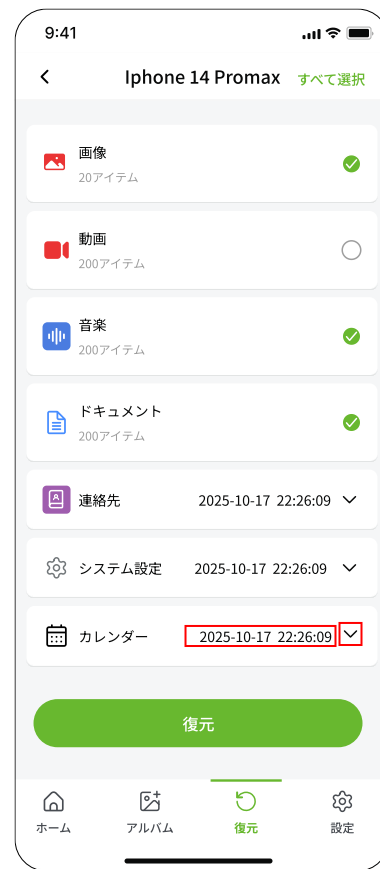 9:41
Iphone 14 Promax すべて選択
画像
20アイテム
動画
200アイテム
音楽
200アイテム
ドキュメント
200アイテム
連絡先 2025-10-17 22:26:09
システム設定 2025-10-17 22:26:09
カレンダー 2025-10-17 22:26:09
復元
ホーム アルバム 復元 設定